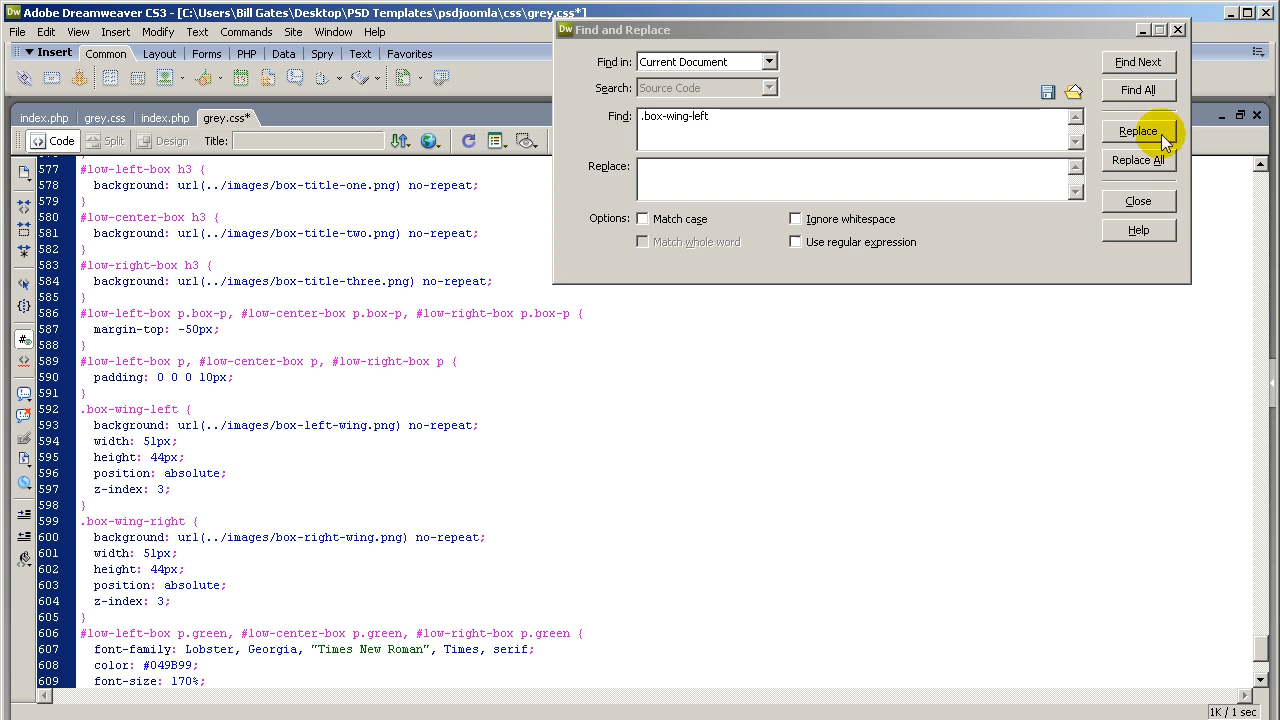 Adobe Dreamweaver CS3 - [C:\Users\Bill Gates\Desktop\PSD Templates\psdjoomla\css\grey.css*]
File Edit View Insert Modify Text Commands Site Window Help
Insert Common Layout Forms PHP Data Spry Text Favorites
index.php grey.css index.php grey.css*
Code Split Design Title:
Find and Replace
Find in: Current Document Find Next
Search: Source Code Find All
Find: .box-wing-left
Replace
Replace All
Replace:
Close
Options: Match case Ignore whitespace
Help
Match whole word Use regular expression
577 #low-left-box h3 {
578 background: url(../images/box-title-one.png) no-repeat;
579 }
580 #low-center-box h3 {
581 background: url(../images/box-title-two.png) no-repeat;
582 }
583 #low-right-box h3 {
584 background: url(../images/box-title-three.png) no-repeat;
585 }
586 #low-left-box p.box-p, #low-center-box p.box-p, #low-right-box p.box-p {
587 margin-top: -50px;
588 }
589 #low-left-box p, #low-center-box p, #low-right-box p {
590 padding: 0 0 0 10px;
591 }
592 .box-wing-left {
593 background: url(../images/box-left-wing.png) no-repeat;
594 width: 51px;
595 height: 44px;
596 position: absolute;
597 z-index: 3;
598 }
599 .box-wing-right {
600 background: url(../images/box-right-wing.png) no-repeat;
601 width: 51px;
602 height: 44px;
603 position: absolute;
604 z-index: 3;
605 }
606 #low-left-box p.green, #low-center-box p.green, #low-right-box p.green {
607 font-family: Lobster, Georgia, "Times New Roman", Times, serif;
608 color: #049B99;
609 font-size: 170%;
1K / 1 sec